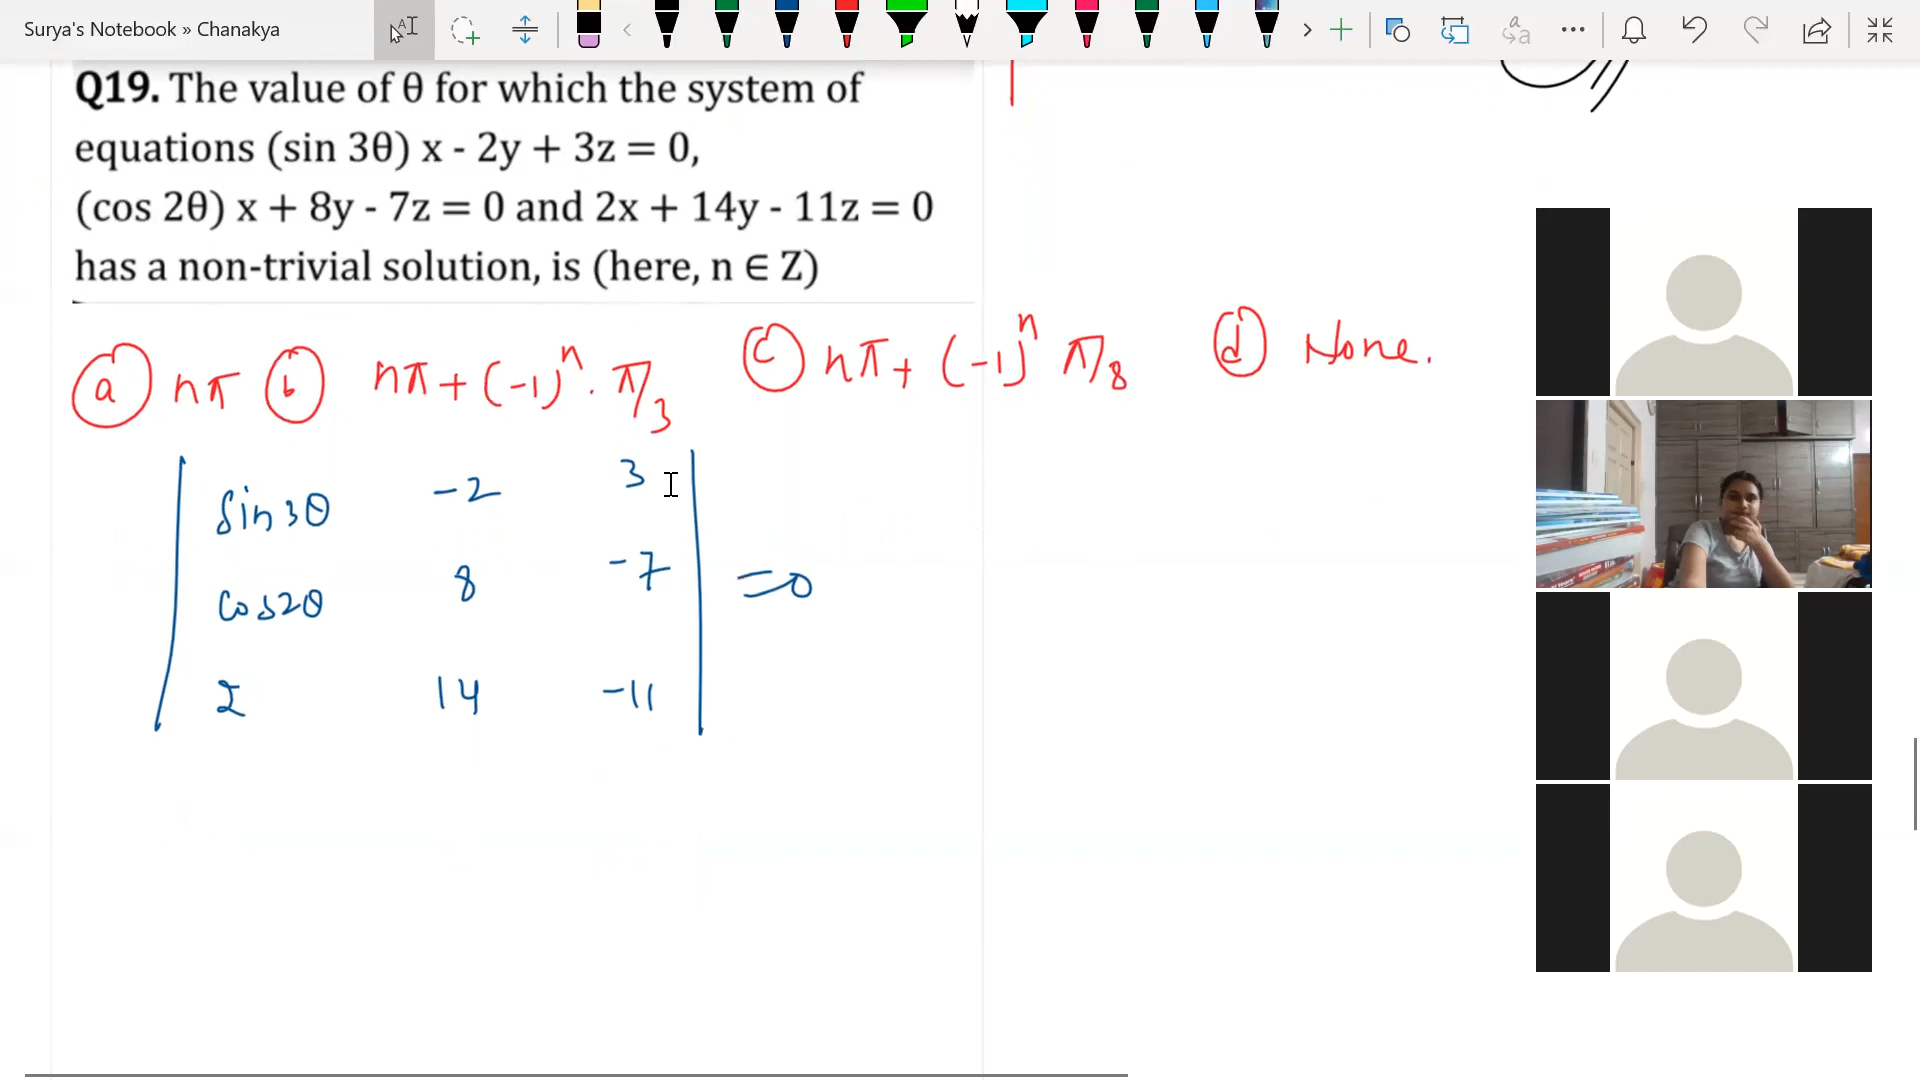 Surya's Notebook » Chanakya
Q19. The value of θ for which the system of
equations (sin 3θ) x - 2y + 3z = 0,
(cos 2θ) x + 8y - 7z = 0 and 2x + 14y - 11z = 0
has a non-trivial solution, is (here, n ∈ Z)
(a) nπ (b) nπ + (-1)^n . π/3 (c) nπ + (-1)^n π/8 (d) None.
sin3θ -2 3
cos2θ 8 -7 =0
2 14 -11